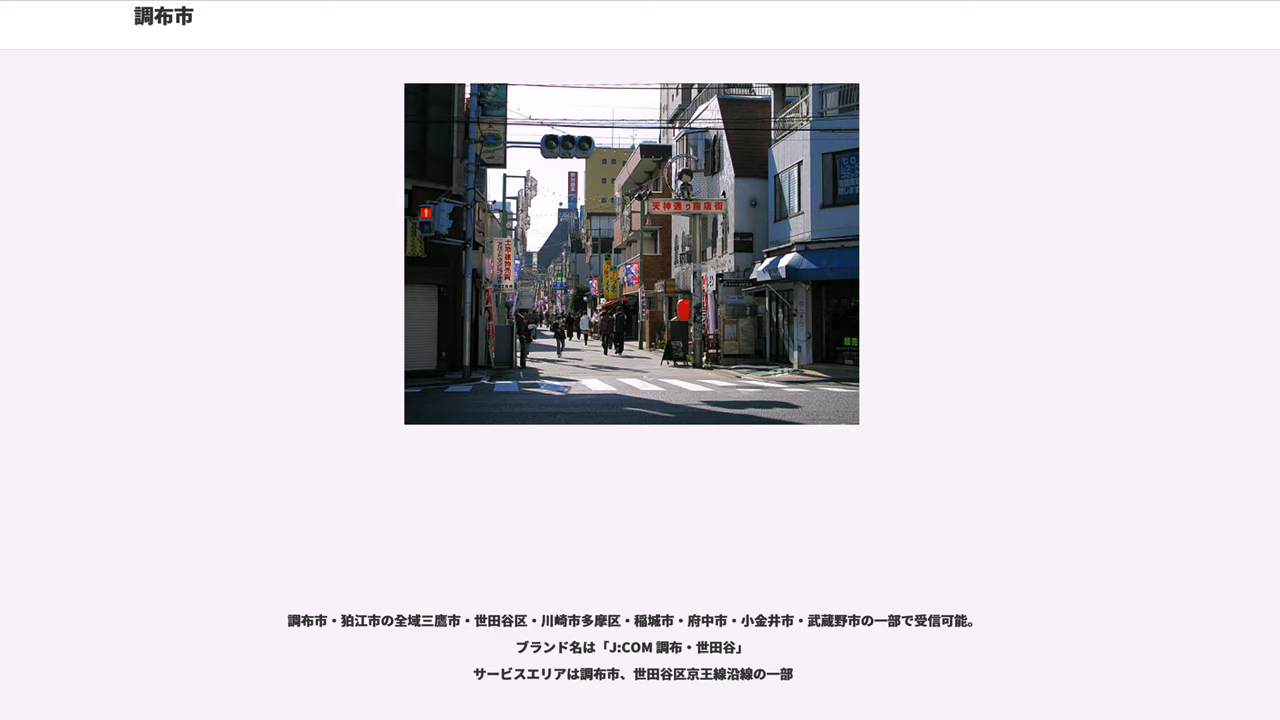 調布市
天神通り商店街
調布市・狛江市の全域三鷹市・世田谷区・川崎市多摩区・稲城市・府中市・小金井市・武蔵野市の一部で受信可能。
ブランド名は「J:COM 調布・世田谷」
サービスエリアは調布市、世田谷区京王線沿線の一部